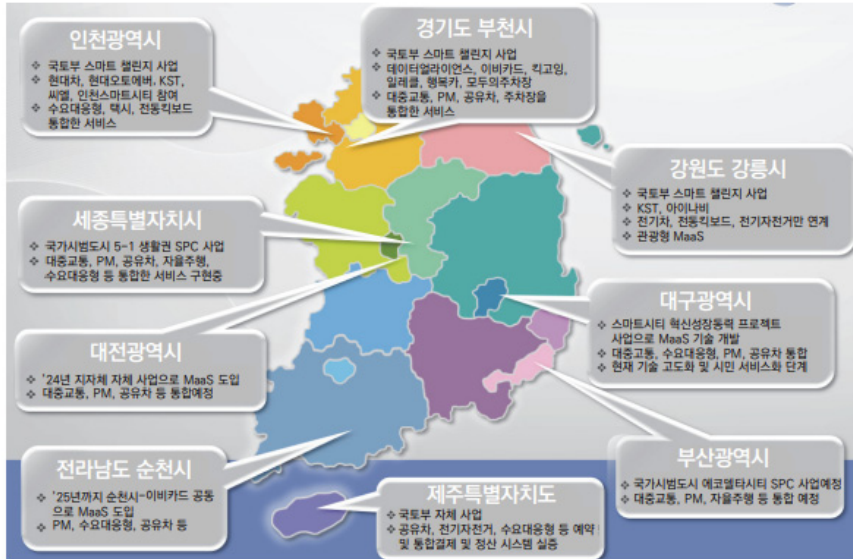 인천광역시
❖ 국토부 스마트 챌린지 사업
❖ 현대차, 현대오토에버, KST,
씨엘, 인천스마트시티 참여
❖ 수요대응형, 택시, 전동킥보드
통합한 서비스
경기도 부천시
❖ 국토부 스마트 챌린지 사업
❖ 데이터얼라이언스, 이비카드, 킥고잉,
일레클, 행복카, 모두의주차장
❖ 대중교통, PM, 공유차, 주차장을
통합한 서비스
강원도 강릉시
❖ 국토부 스마트 챌린지 사업
❖ KST, 아이나비
❖ 전기차, 전동킥보드, 전기자전거만 연계
❖ 관광형 MaaS
세종특별자치시
❖ 국가시범도시 5-1 생활권 SPC 사업
❖ 대중교통, PM, 공유차, 자율주행,
수요대응형 등 통합한 서비스 구현중
대구광역시
❖ 스마트시티 혁신성장동력 프로젝트
사업으로 MaaS 기술 개발
❖ 대중고통, 수요대응형, PM, 공유차 통합
❖ 현재 기술 고도화 및 시민 서비스화 단계
대전광역시
❖ '24년 지자체 자체 사업으로 MaaS 도입
❖ 대중교통, PM, 공유차 등 통합예정
전라남도 순천시
❖ '25년까지 순천시-이비카드 공동
으로 MaaS 도입
❖ PM, 수요대응형, 공유차 등
제주특별자치도
❖ 국토부 자체 사업
❖ 공유차, 전기자전거, 수요대응형 등 예약
및 통합결제 및 정산 시스템 실증
부산광역시
❖ 국가시범도시 에코델타시티 SPC 사업예정
❖ 대중교통, PM, 자율주행 등 통합 예정